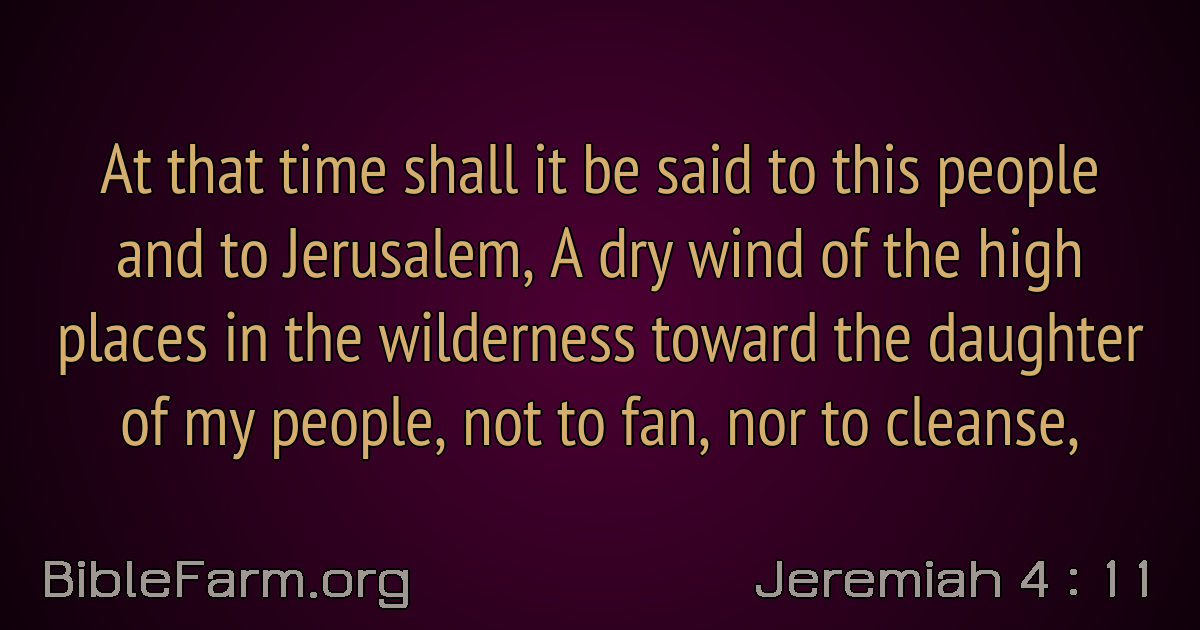 At that time shall it be said to this people
and to Jerusalem, A dry wind of the high
places in the wilderness toward the daughter
of my people, not to fan, nor to cleanse,
BibleFarm.org
Jeremiah 4 : 11